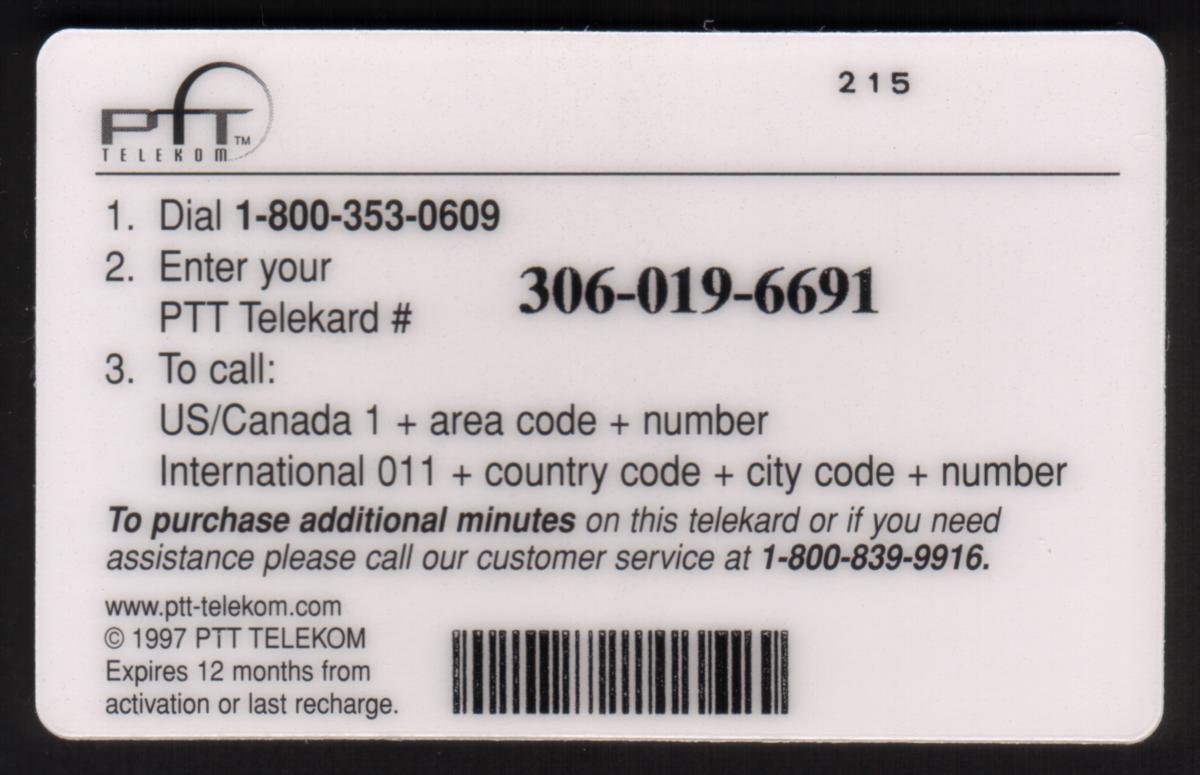 215
PTT TM
TELEKOM
1. Dial 1-800-353-0609
2. Enter your
PTT Telekard #
306-019-6691
3. To call:
US/Canada 1 + area code + number
International 011 + country code + city code + number
To purchase additional minutes on this telekard or if you need
assistance please call our customer service at 1-800-839-9916.
www.ptt-telekom.com
© 1997 PTT TELEKOM
Expires 12 months from
activation or last recharge.